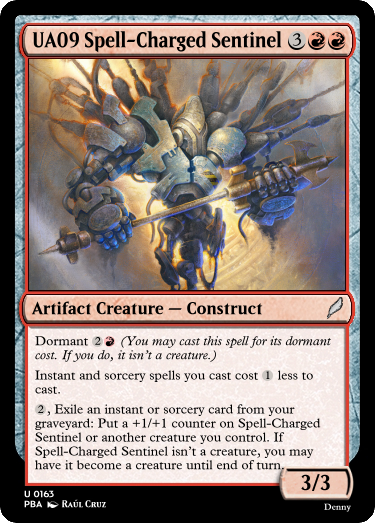 UA09 Spell-Charged Sentinel 3
Artifact Creature — Construct
Dormant 2 (You may cast this spell for its dormant
cost. If you do, it isn't a creature.)
Instant and sorcery spells you cast cost 1 less to
cast.
2, Exile an instant or sorcery card from your
graveyard: Put a +1/+1 counter on Spell-Charged
Sentinel or another creature you control. If
Spell-Charged Sentinel isn't a creature, you may
have it become a creature until end of turn.
3/3
U 0163
PBA Raúl Cruz
Denny